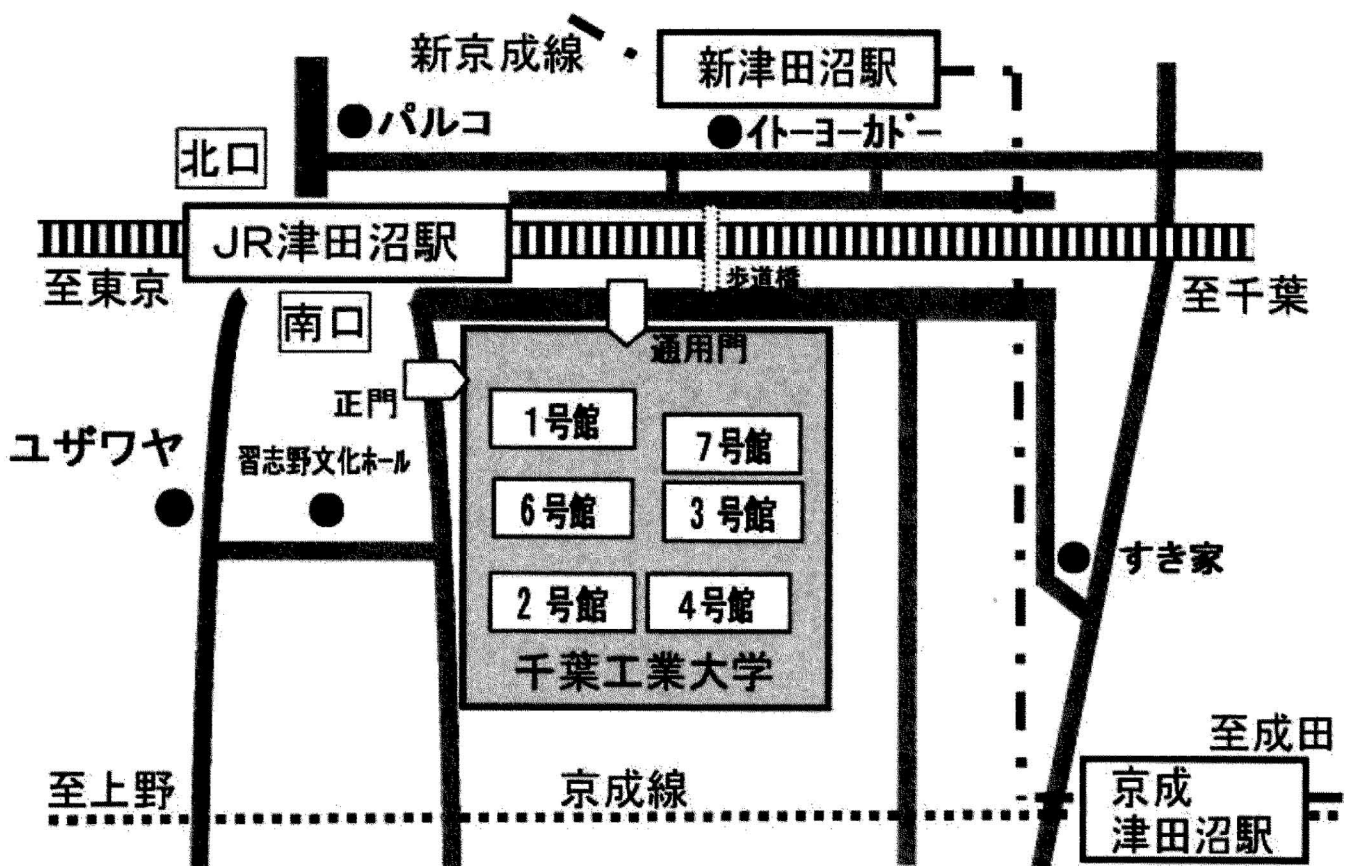 新京成線
新津田沼駅
パルコ
イトーヨーカドー
北口
JR津田沼駅
至東京
歩道橋
至千葉
南口
通用門
正門
1号館
7号館
ユザワヤ
習志野文化ホール
6号館
3号館
すき家
2号館
4号館
千葉工業大学
至成田
至上野
京成線
京成
津田沼駅